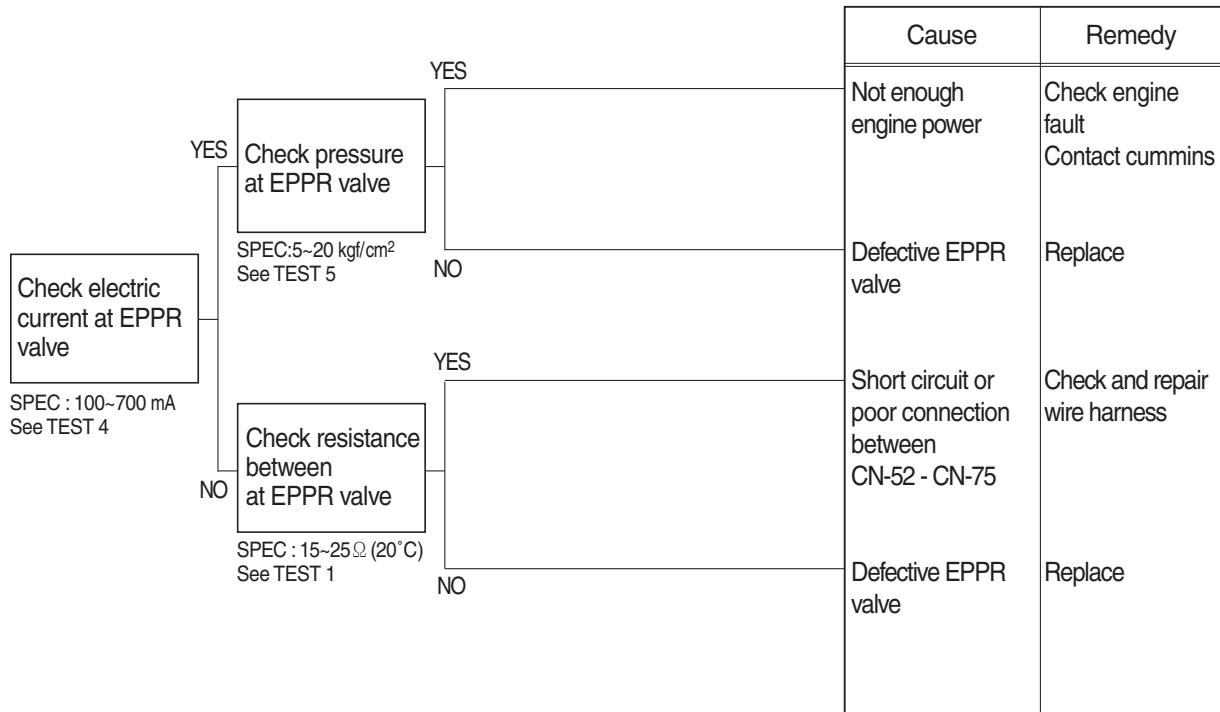 Cause
Remedy
YES
Not enough
engine power
Check engine
fault
Contact cummins
YES
Check pressure
at EPPR valve
SPEC:5~20 kgf/cm²
See TEST 5
NO
Defective EPPR
valve
Replace
Check electric
current at EPPR
valve
SPEC : 100~700 mA
See TEST 4
YES
Short circuit or
poor connection
between
CN-52 - CN-75
Check and repair
wire harness
NO
Check resistance
between
at EPPR valve
SPEC : 15~25Ω (20˚C)
See TEST 1
NO
Defective EPPR
valve
Replace